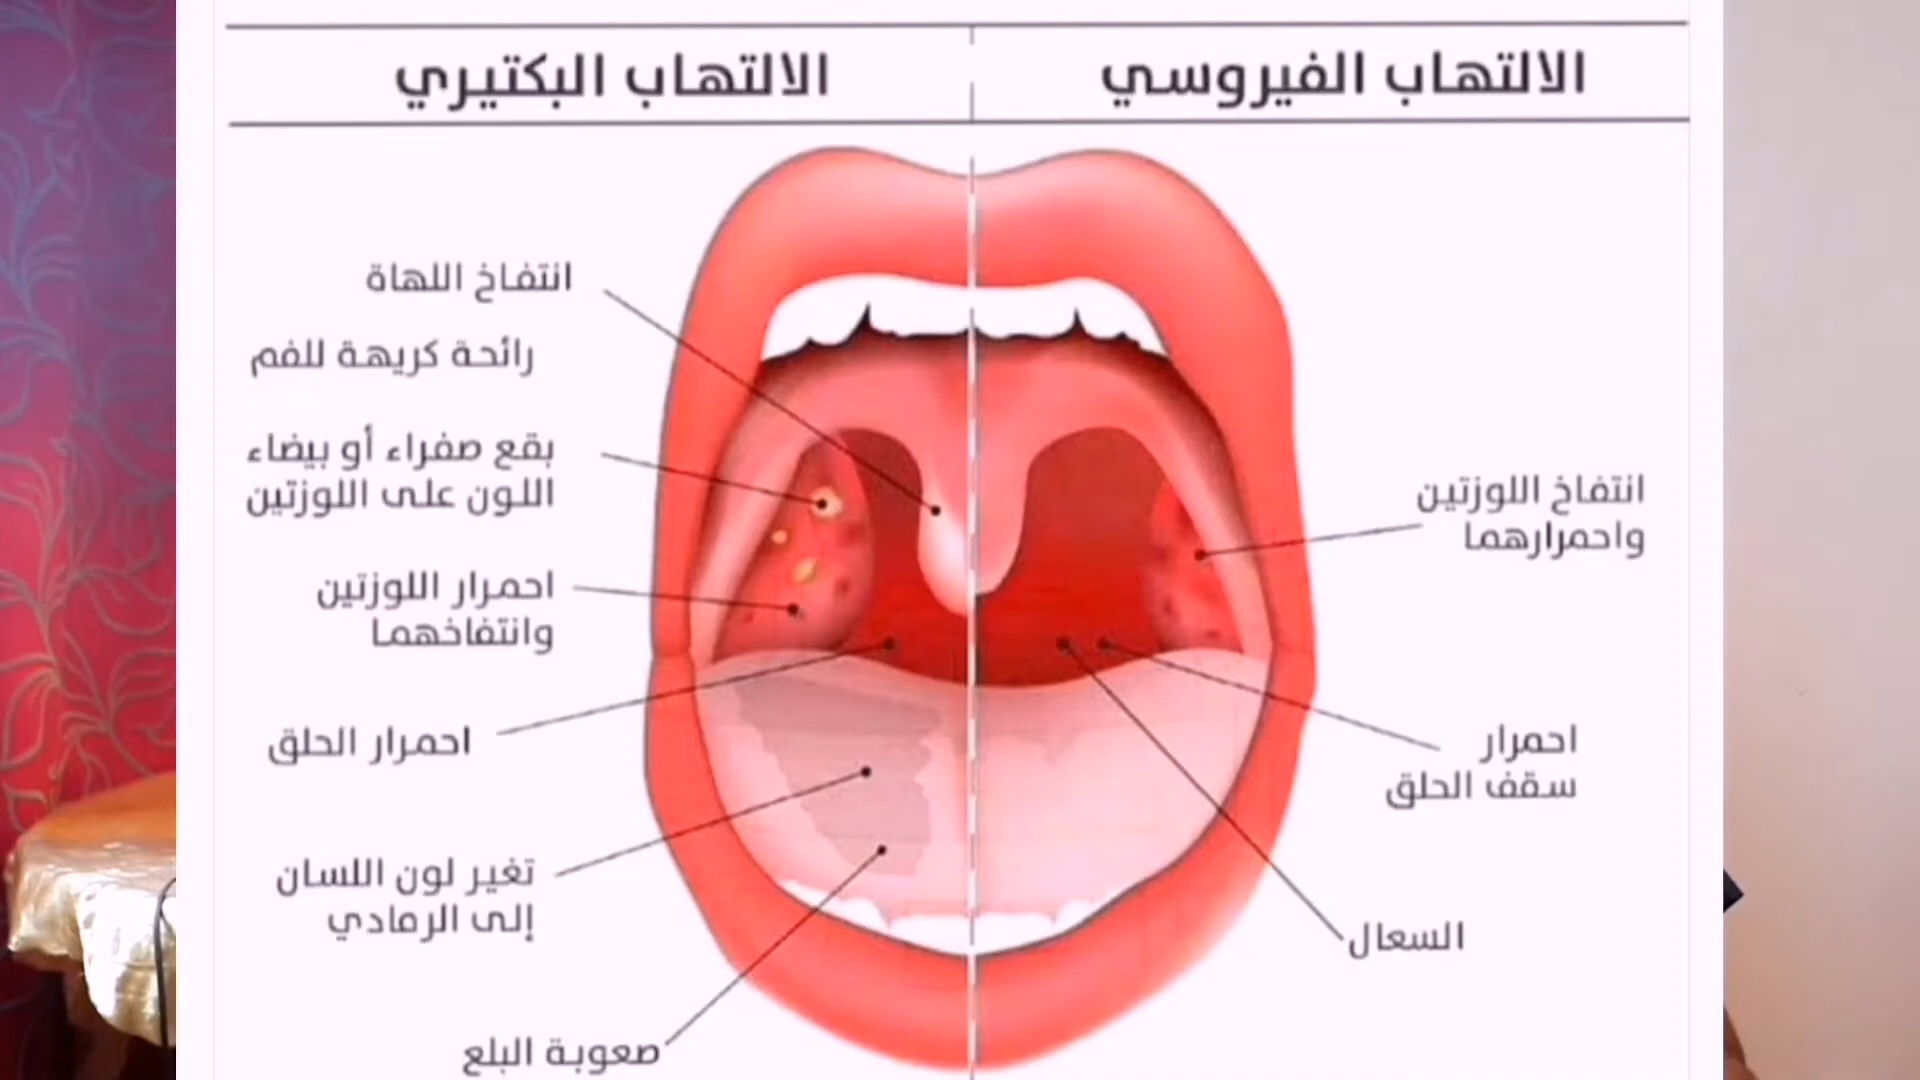 الالتهاب الفيروسي
الالتهاب البكتيري
انتفاخ اللوزتين
واحمرارهما
احمرار
سقف الحلق
السعال
انتفاخ اللهاة
رائحة كريهة للفم
بقع صفراء أو بيضاء
اللون على اللوزتين
احمرار اللوزتين
وانتفاخهما
احمرار الحلق
تغير لون اللسان
إلى الرمادي
صعوبة البلع